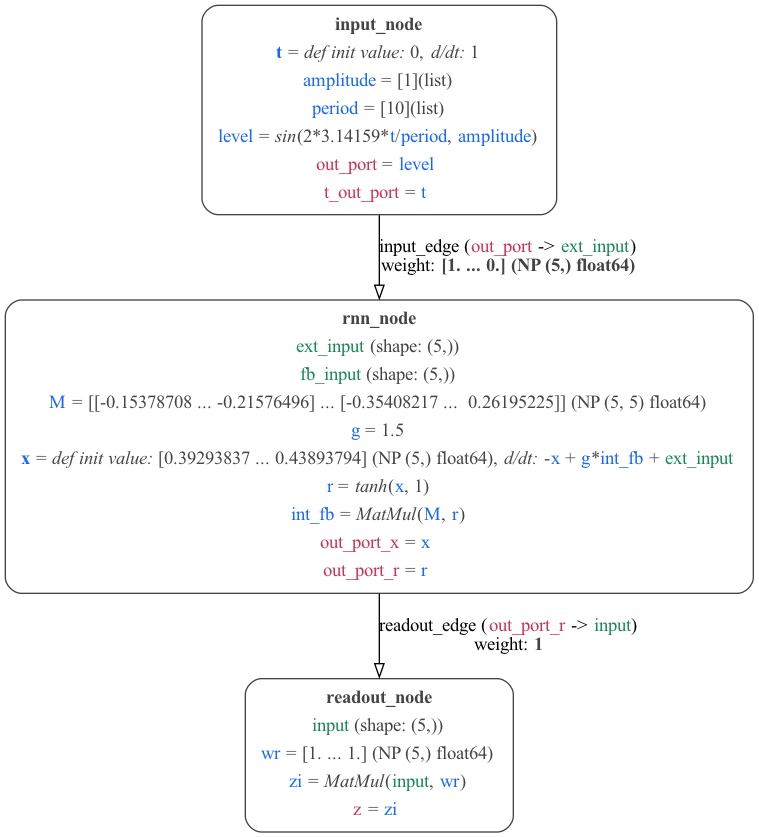 input_node
t = def init value: 0, d/dt: 1
amplitude = [1](list)
period = [10](list)
level = sin(2*3.14159*t/period, amplitude)
out_port = level
t_out_port = t
input_edge (out_port -> ext_input)
weight: [1. ... 0.] (NP (5,) float64)
rnn_node
ext_input (shape: (5,))
fb_input (shape: (5,))
M = [[-0.15378708 ... -0.21576496] ... [-0.35408217 ...  0.26195225]] (NP (5, 5) float64)
g = 1.5
x = def init value: [0.39293837 ... 0.43893794] (NP (5,) float64), d/dt: -x + g*int_fb + ext_input
r = tanh(x, 1)
int_fb = MatMul(M, r)
out_port_x = x
out_port_r = r
readout_edge (out_port_r -> input)
weight: 1
readout_node
input (shape: (5,))
wr = [1. ... 1.] (NP (5,) float64)
zi = MatMul(input, wr)
z = zi